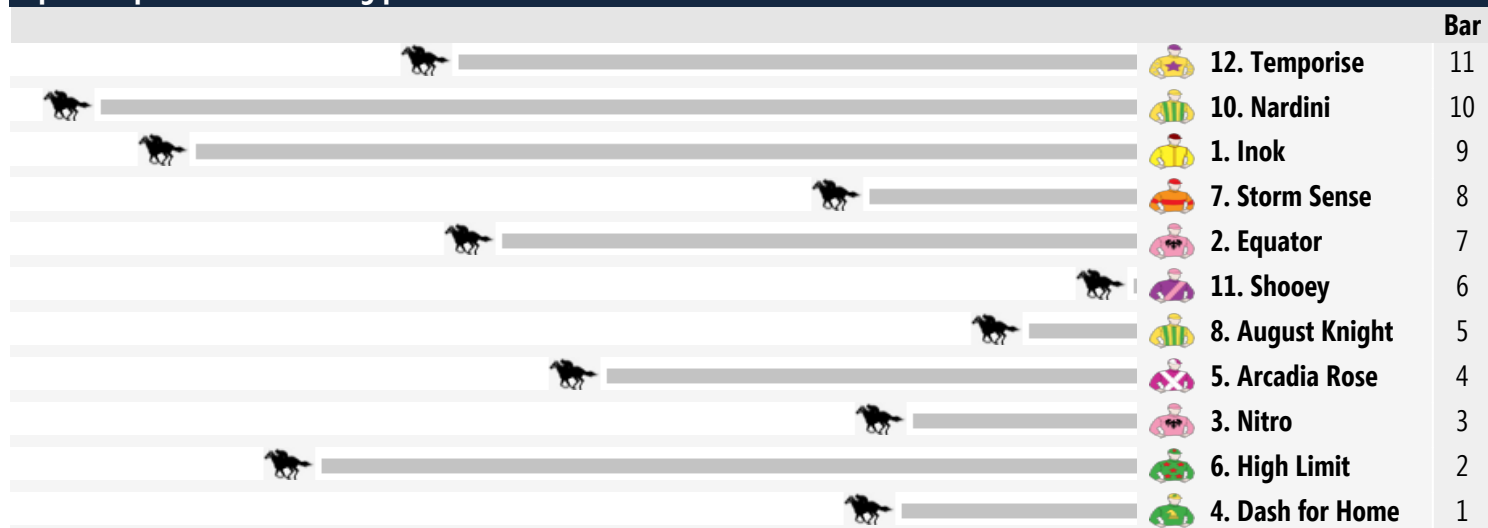 Bar
12. Temporise 11
10. Nardini 10
1. Inok 9
7. Storm Sense 8
2. Equator 7
11. Shooey 6
8. August Knight 5
5. Arcadia Rose 4
3. Nitro 3
6. High Limit 2
4. Dash for Home 1